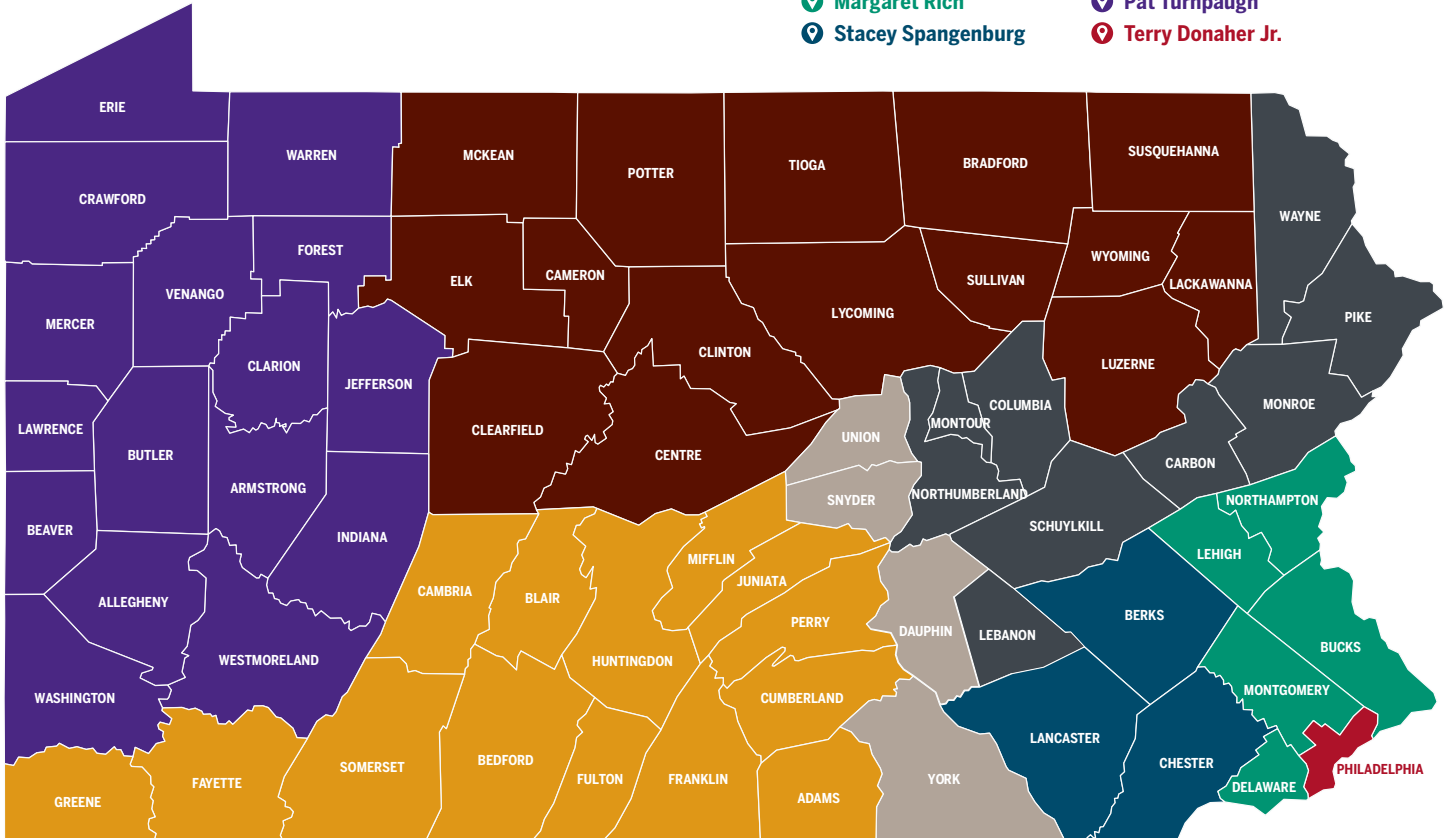 Margaret Rich
Pat Turnpaugh
Stacey Spangenburg
Terry Donaher Jr.
ERIE
WARREN
MCKEAN
POTTER
TIOGA
BRADFORD
SUSQUEHANNA
CRAWFORD
WAYNE
FOREST
WYOMING
VENANGO
ELK
CAMERON
SULLIVAN
LACKAWANNA
MERCER
LYCOMING
PIKE
CLARION
CLINTON
LUZERNE
JEFFERSON
COLUMBIA
MONROE
LAWRENCE
CLEARFIELD
MONTOUR
UNION
BUTLER
CENTRE
CARBON
ARMSTRONG
SNYDER
NORTHUMBERLAND
NORTHAMPTON
BEAVER
INDIANA
SCHUYLKILL
MIFFLIN
LEHIGH
JUNIATA
CAMBRIA
BLAIR
ALLEGHENY
BERKS
PERRY
DAUPHIN
LEBANON
BUCKS
WESTMORELAND
HUNTINGDON
MONTGOMERY
WASHINGTON
CUMBERLAND
LANCASTER
BEDFORD
CHESTER
SOMERSET
PHILADELPHIA
FAYETTE
FULTON
FRANKLIN
YORK
DELAWARE
GREENE
ADAMS